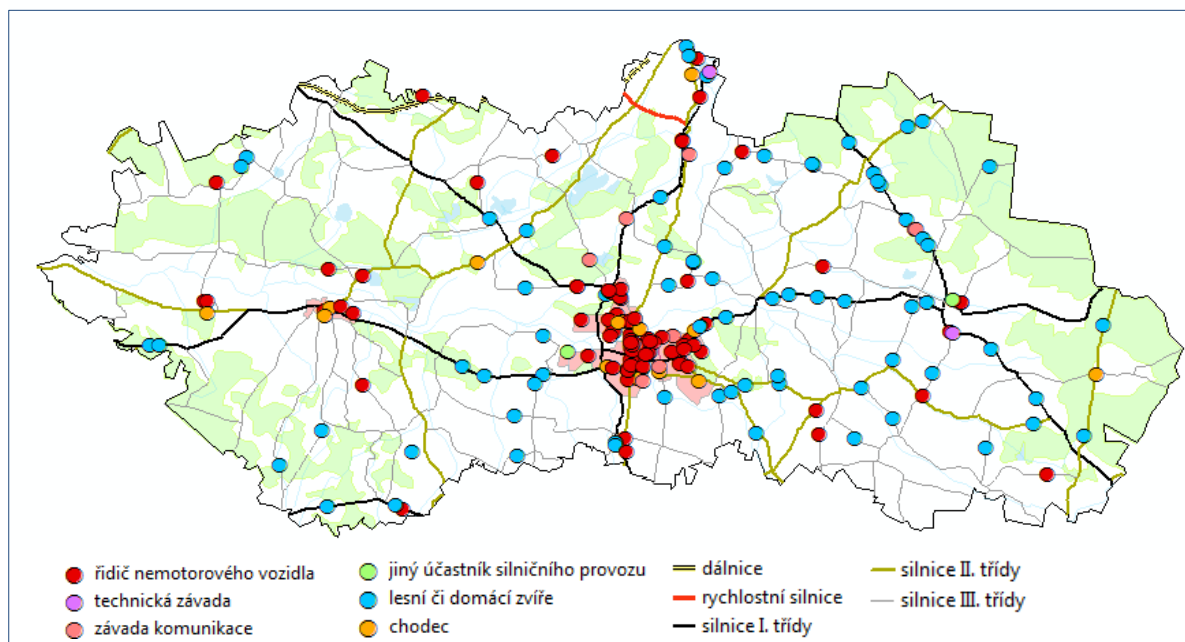 řidič nemotorového vozidla
technická závada
závada komunikace
jiný účastník silničního provozu
lesní či domácí zvíře
chodec
dálnice
rychlostní silnice
silnice I. třídy
silnice II. třídy
silnice III. třídy